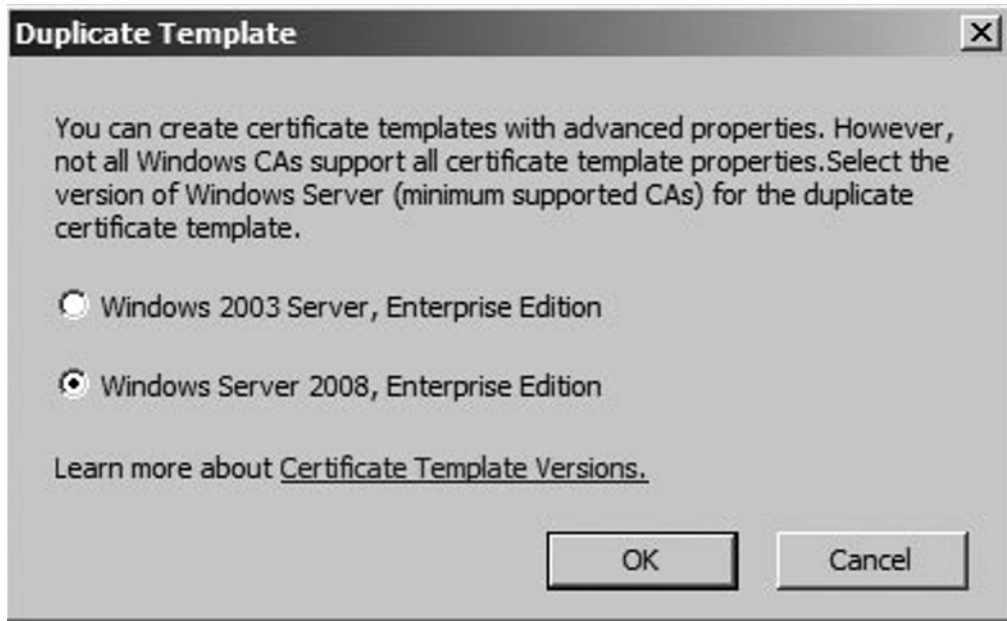 Duplicate Template
You can create certificate templates with advanced properties. However,
not all Windows CAs support all certificate template properties.Select the
version of Windows Server (minimum supported CAs) for the duplicate
certificate template.
Windows 2003 Server, Enterprise Edition
Windows Server 2008, Enterprise Edition
Learn more about Certificate Template Versions.
OK
Cancel